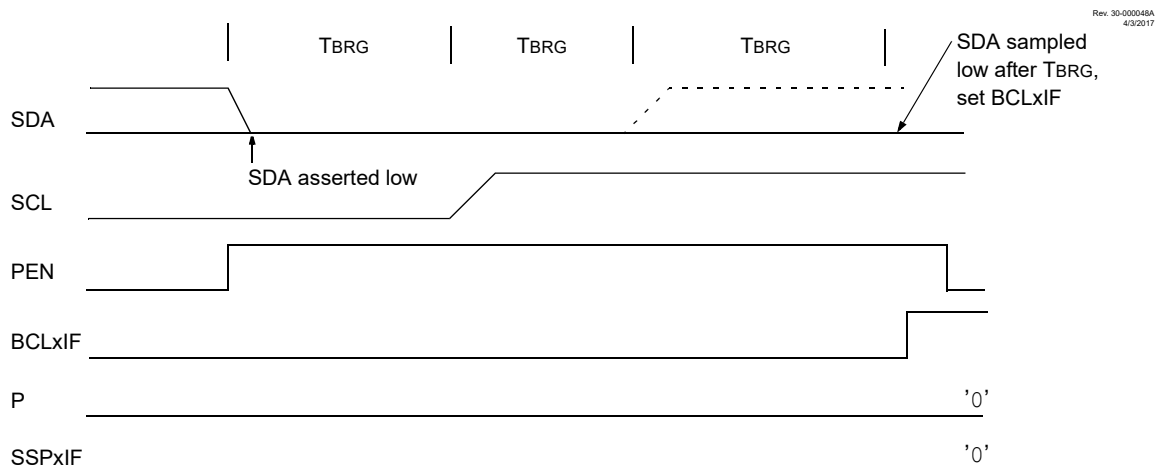 Rev. 30-000048A
4/3/2017
TBRG
TBRG
TBRG
SDA sampled
low after TBRG,
set BCLxIF
SDA
SDA asserted low
SCL
PEN
BCLxIF
P
'0'
SSPxIF
'0'